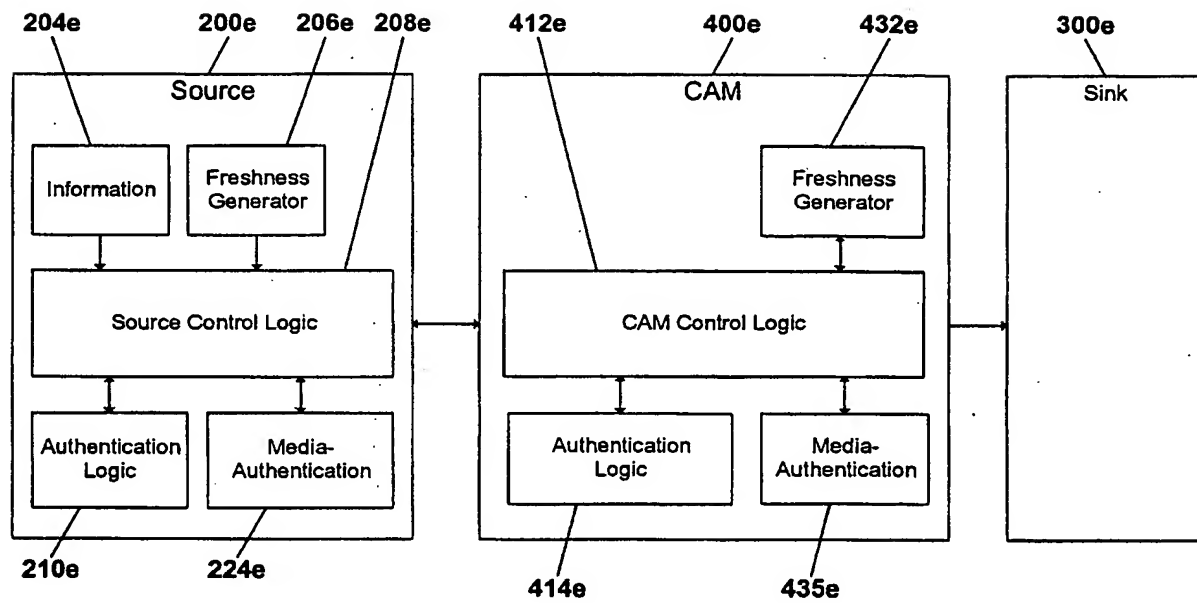 204e 200e 206e 208e 412e 400e 432e 300e
Source
CAM
Sink
Information
Freshness
Generator
Freshness
Generator
Source Control Logic
CAM Control Logic
Authentication
Logic
Media-
Authentication
Authentication
Logic
Media-
Authentication
210e
224e
414e
435e